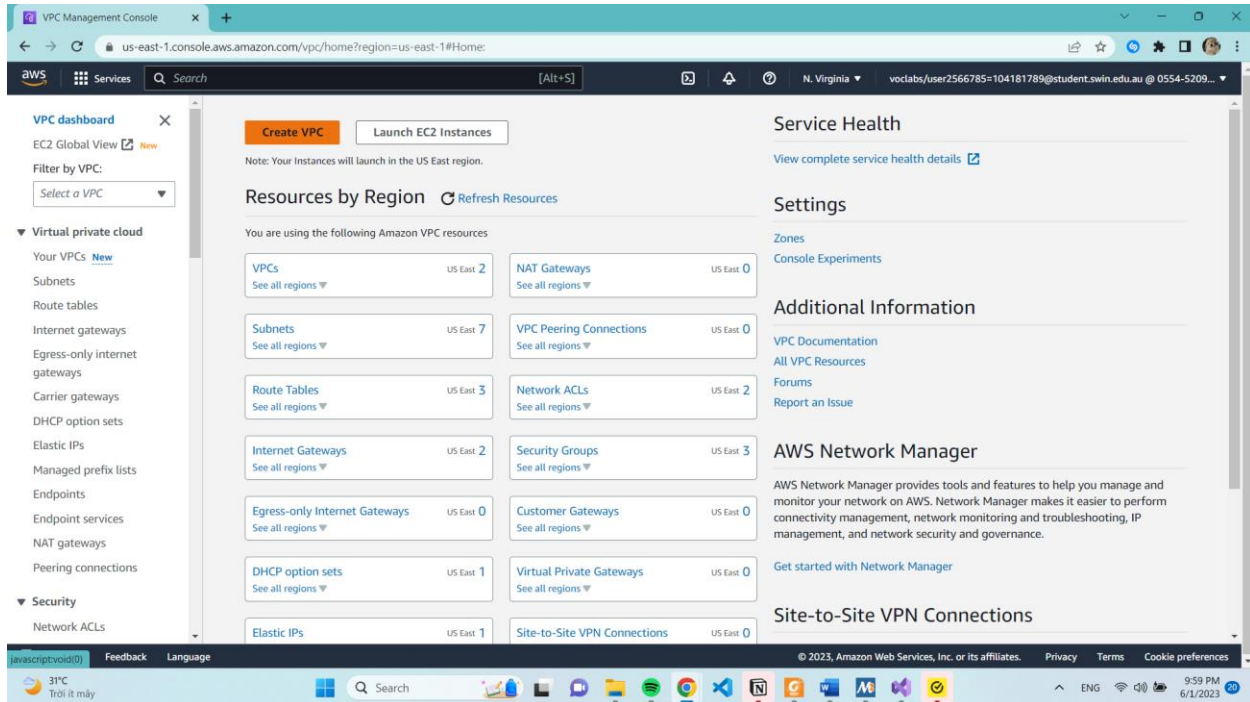 VPC Management Console
us-east-1.console.aws.amazon.com/vpc/home?region=us-east-1#Home:
aws
Services
Search
[Alt+S]
N. Virginia ▼
voclabs/user2566785=104181789@student.swin.edu.au @ 0554-5209... ▼
VPC dashboard
EC2 Global View New
Filter by VPC:
Select a VPC
Virtual private cloud
Your VPCs New
Subnets
Route tables
Internet gateways
Egress-only internet
gateways
Carrier gateways
DHCP option sets
Elastic IPs
Managed prefix lists
Endpoints
Endpoint services
NAT gateways
Peering connections
Security
Network ACLs
Create VPC
Launch EC2 Instances
Note: Your Instances will launch in the US East region.
Resources by Region
Refresh Resources
You are using the following Amazon VPC resources
VPCs US East 2
See all regions ▼
NAT Gateways US East 0
See all regions ▼
Subnets US East 7
See all regions ▼
VPC Peering Connections US East 0
See all regions ▼
Route Tables US East 3
See all regions ▼
Network ACLs US East 2
See all regions ▼
Internet Gateways US East 2
See all regions ▼
Security Groups US East 3
See all regions ▼
Egress-only Internet Gateways US East 0
See all regions ▼
Customer Gateways US East 0
See all regions ▼
DHCP option sets US East 1
See all regions ▼
Virtual Private Gateways US East 0
See all regions ▼
Elastic IPs US East 1
Site-to-Site VPN Connections US East 0
Service Health
View complete service health details
Settings
Zones
Console Experiments
Additional Information
VPC Documentation
All VPC Resources
Forums
Report an Issue
AWS Network Manager
AWS Network Manager provides tools and features to help you manage and
monitor your network on AWS. Network Manager makes it easier to perform
connectivity management, network monitoring and troubleshooting, IP
management, and network security and governance.
Get started with Network Manager
Site-to-Site VPN Connections
javascript:void(0)
Feedback
Language
© 2023, Amazon Web Services, Inc. or its affiliates.
Privacy
Terms
Cookie preferences
31°C
Trời ít mây
Search
ENG
9:59 PM
6/1/2023
20